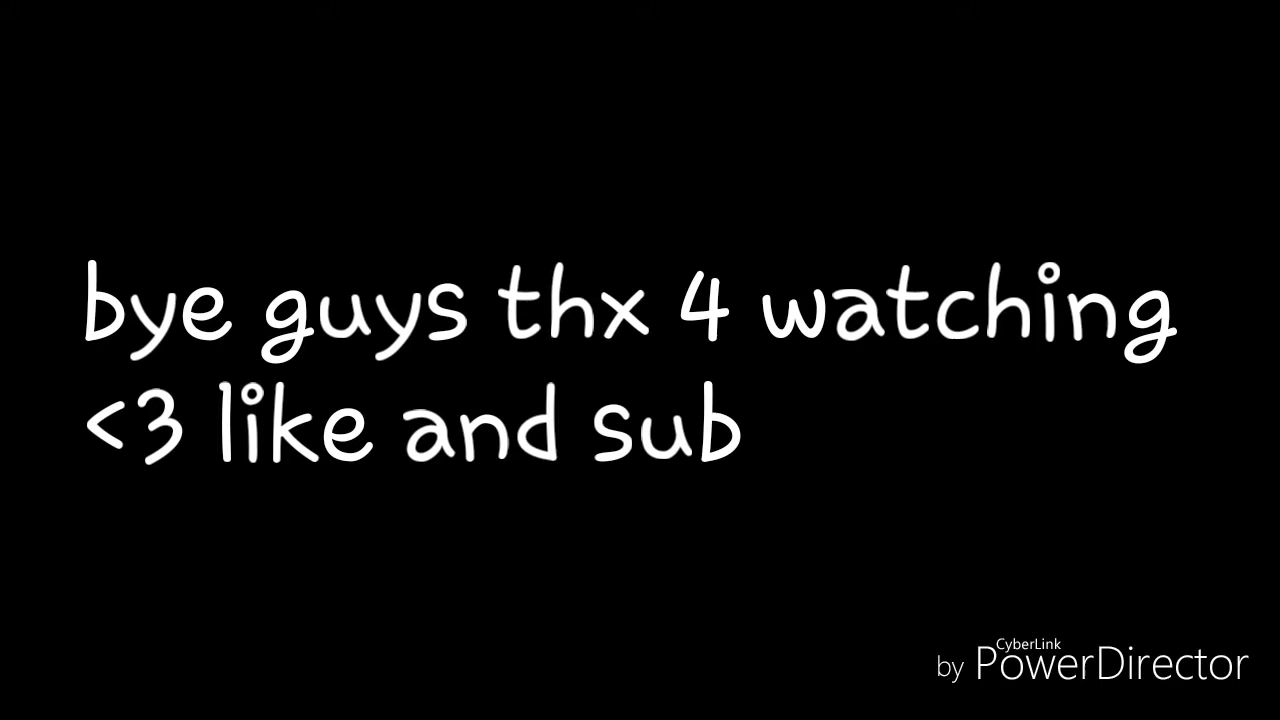 bye guys thx 4 watching
<3 like and sub
CyberLink
by PowerDirector